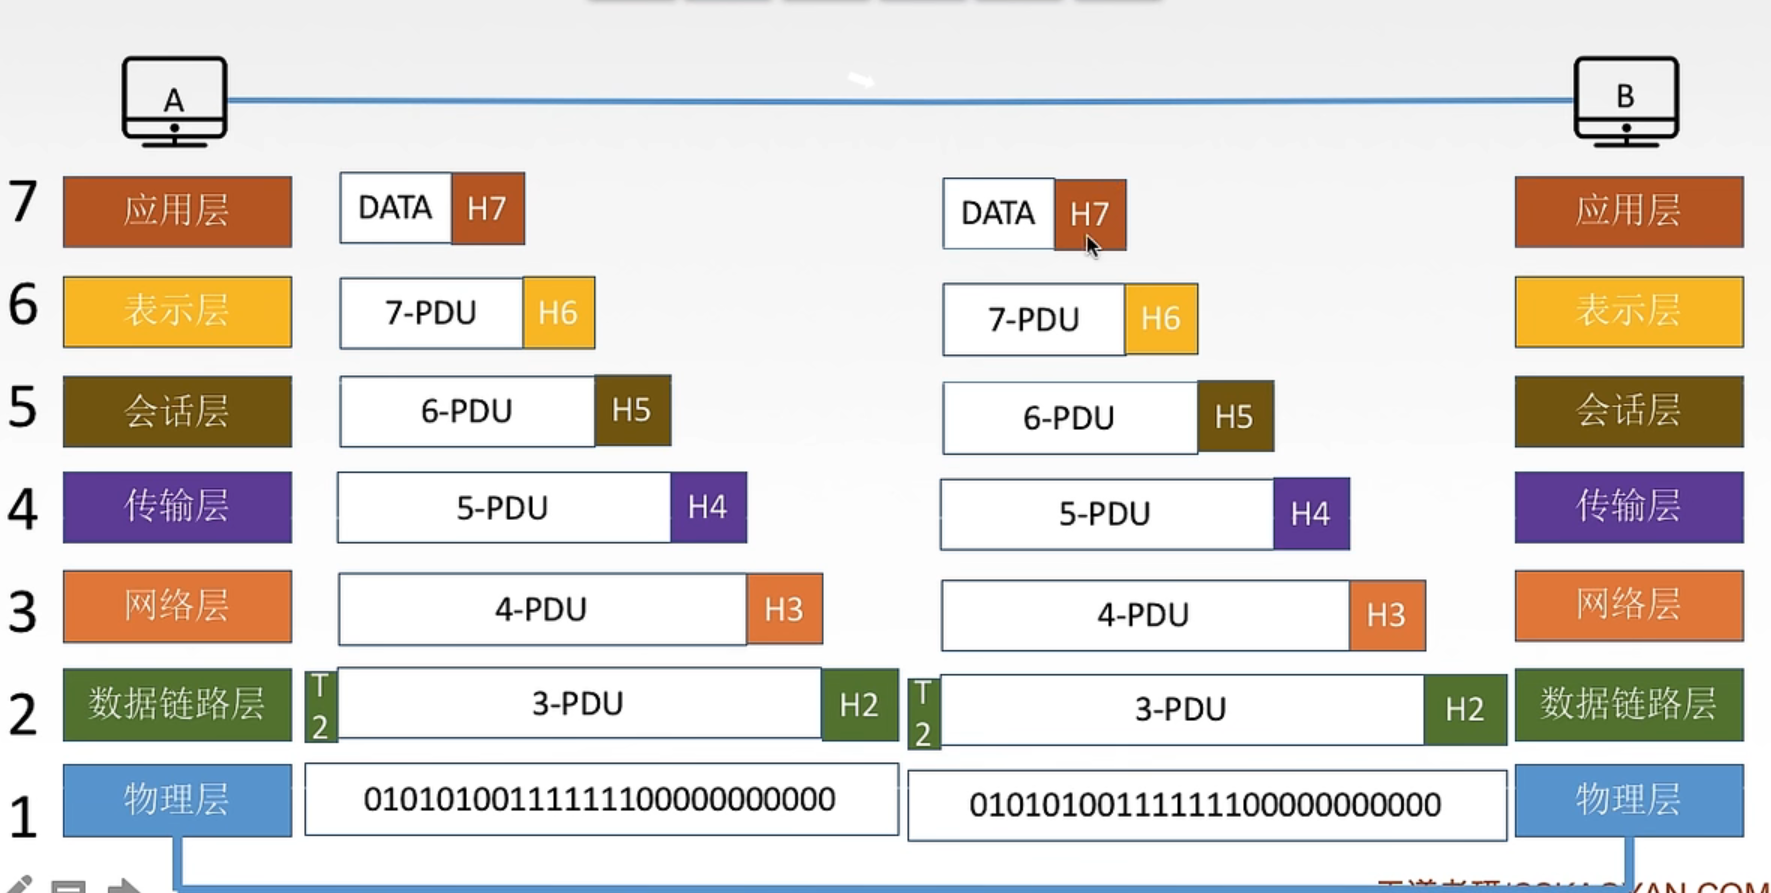 A
B
7 应用层 DATA H7 DATA H7 应用层
6 表示层 7-PDU H6 7-PDU H6 表示层
5 会话层 6-PDU H5 6-PDU H5 会话层
4 传输层 5-PDU H4 5-PDU H4 传输层
3 网络层 4-PDU H3 4-PDU H3 网络层
2 数据链路层 T2 3-PDU H2 T2 3-PDU H2 数据链路层
1 物理层 010101001111111100000000000 010101001111111100000000000 物理层